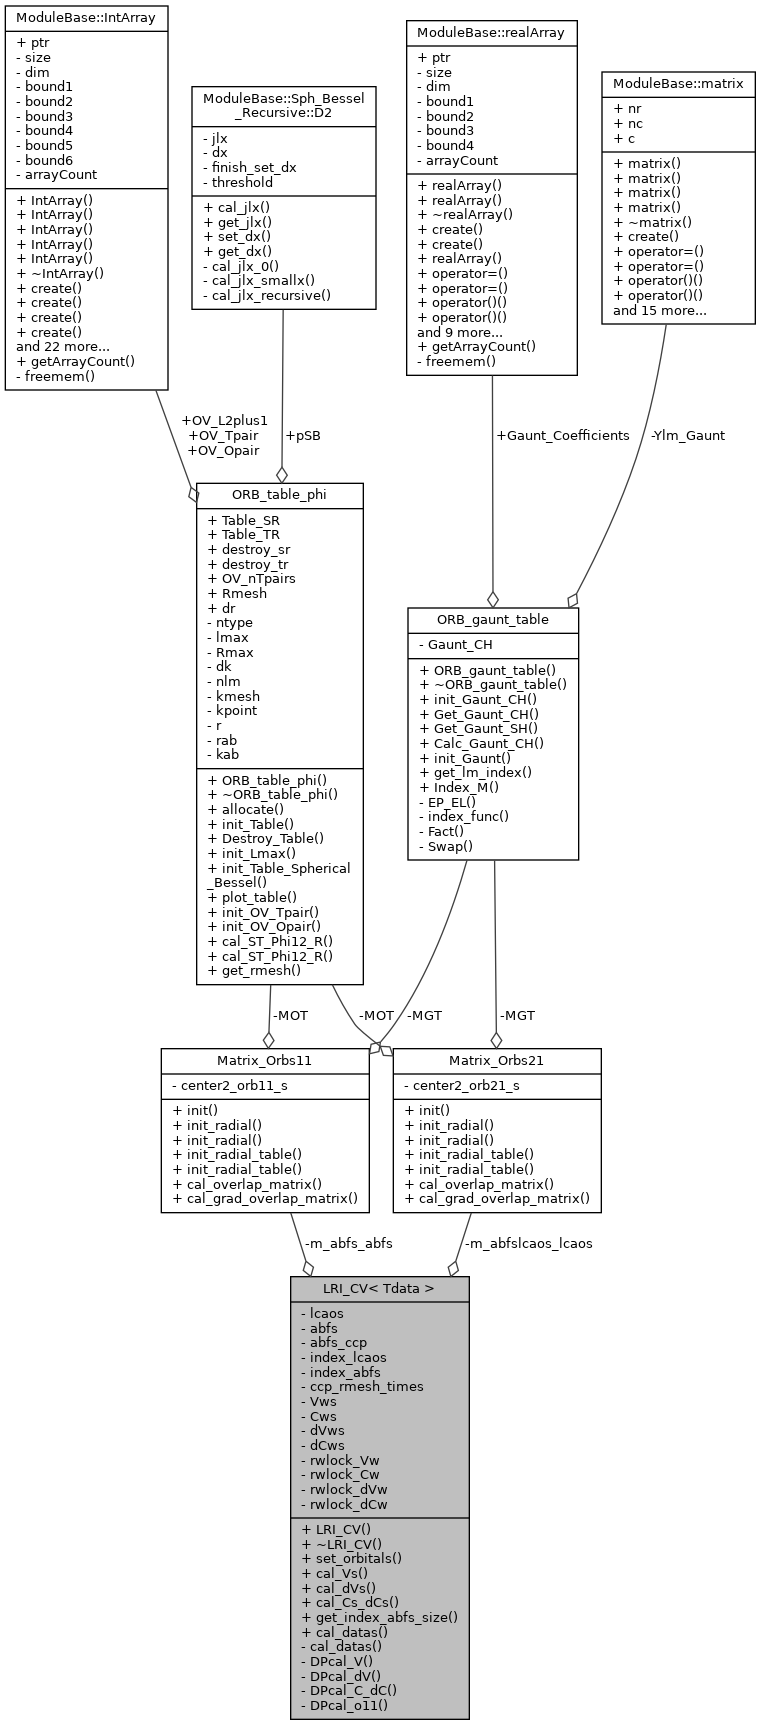 ModuleBase::IntArray
+ ptr
- size
- dim
- bound1
- bound2
- bound3
- bound4
- bound5
- bound6
- arrayCount
+ IntArray()
+ IntArray()
+ IntArray()
+ IntArray()
+ IntArray()
+ ~IntArray()
+ create()
+ create()
+ create()
+ create()
and 22 more...
+ getArrayCount()
- freemem()
ModuleBase::Sph_Bessel
_Recursive::D2
- jlx
- dx
- finish_set_dx
- threshold
+ cal_jlx()
+ get_jlx()
+ set_dx()
+ get_dx()
- cal_jlx_0()
- cal_jlx_smallx()
- cal_jlx_recursive()
ModuleBase::realArray
+ ptr
- size
- dim
- bound1
- bound2
- bound3
- bound4
- arrayCount
+ realArray()
+ realArray()
+ ~realArray()
+ create()
+ create()
+ realArray()
+ operator=()
+ operator=()
+ operator()()
+ operator()()
and 9 more...
+ getArrayCount()
- freemem()
ModuleBase::matrix
+ nr
+ nc
+ c
+ matrix()
+ matrix()
+ matrix()
+ matrix()
+ ~matrix()
+ create()
+ operator=()
+ operator=()
+ operator()()
+ operator()()
and 15 more...
+OV_L2plus1
+OV_Tpair
+OV_Opair
+pSB
+Gaunt_Coefficients
-Ylm_Gaunt
ORB_table_phi
+ Table_SR
+ Table_TR
+ destroy_sr
+ destroy_tr
+ OV_nTpairs
+ Rmesh
+ dr
- ntype
- lmax
- Rmax
- dk
- nlm
- kmesh
- kpoint
- r
- rab
- kab
+ ORB_table_phi()
+ ~ORB_table_phi()
+ allocate()
+ init_Table()
+ Destroy_Table()
+ init_Lmax()
+ init_Table_Spherical
_Bessel()
+ plot_table()
+ init_OV_Tpair()
+ init_OV_Opair()
+ cal_ST_Phi12_R()
+ cal_ST_Phi12_R()
+ get_rmesh()
ORB_gaunt_table
- Gaunt_CH
+ ORB_gaunt_table()
+ ~ORB_gaunt_table()
+ init_Gaunt_CH()
+ Get_Gaunt_CH()
+ Get_Gaunt_SH()
+ Calc_Gaunt_CH()
+ init_Gaunt()
+ get_lm_index()
+ Index_M()
- EP_EL()
- index_func()
- Fact()
- Swap()
-MOT
-MOT
-MGT
-MGT
Matrix_Orbs11
- center2_orb11_s
+ init()
+ init_radial()
+ init_radial()
+ init_radial_table()
+ init_radial_table()
+ cal_overlap_matrix()
+ cal_grad_overlap_matrix()
Matrix_Orbs21
- center2_orb21_s
+ init()
+ init_radial()
+ init_radial()
+ init_radial_table()
+ init_radial_table()
+ cal_overlap_matrix()
+ cal_grad_overlap_matrix()
-m_abfs_abfs
-m_abfslcaos_lcaos
LRI_CV< Tdata >
- lcaos
- abfs
- abfs_ccp
- index_lcaos
- index_abfs
- ccp_rmesh_times
- Vws
- Cws
- dVws
- dCws
- rwlock_Vw
- rwlock_Cw
- rwlock_dVw
- rwlock_dCw
+ LRI_CV()
+ ~LRI_CV()
+ set_orbitals()
+ cal_Vs()
+ cal_dVs()
+ cal_Cs_dCs()
+ get_index_abfs_size()
+ cal_datas()
- cal_datas()
- DPcal_V()
- DPcal_dV()
- DPcal_C_dC()
- DPcal_o11()